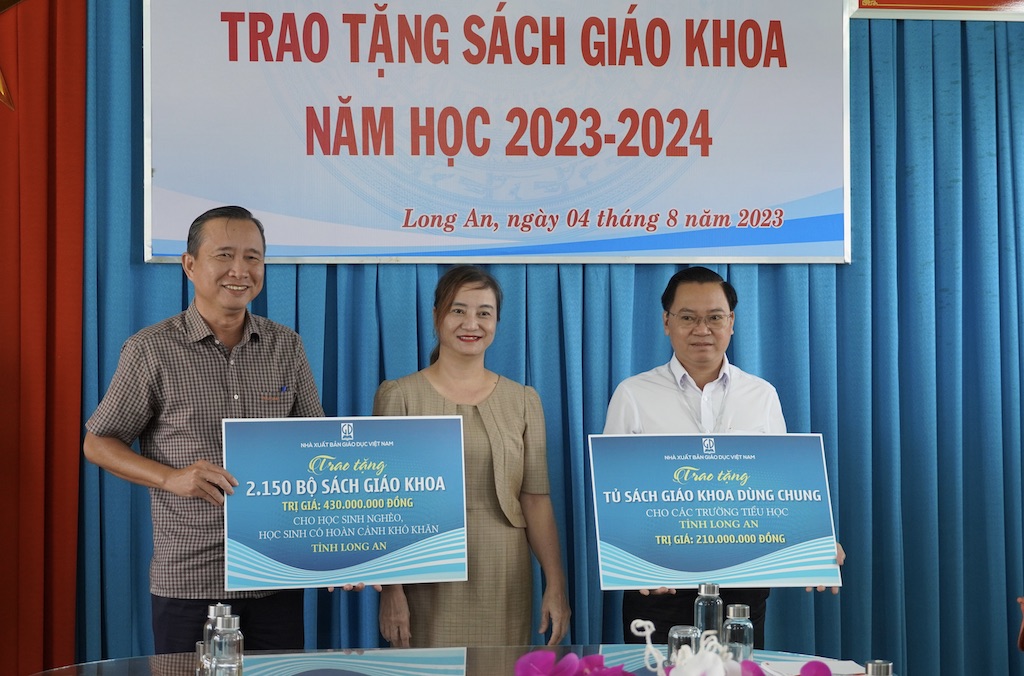 TRAO TẶNG SÁCH GIÁO KHOA
NĂM HỌC 2023-2024
Long An, ngày 04 tháng 8 năm 2023
NHÀ XUẤT BẢN GIÁO DỤC VIỆT NAM
Trao tặng
2.150 BỘ SÁCH GIÁO KHOA
TRỊ GIÁ: 430.000.000 ĐỒNG
CHO HỌC SINH NGHÈO,
HỌC SINH CÓ HOÀN CẢNH KHÓ KHĂN
TỈNH LONG AN
NHÀ XUẤT BẢN GIÁO DỤC VIỆT NAM
Trao tặng
TỦ SÁCH GIÁO KHOA DÙNG CHUNG
CHO CÁC TRƯỜNG TIỂU HỌC
TỈNH LONG AN
TRỊ GIÁ: 210.000.000 ĐỒNG